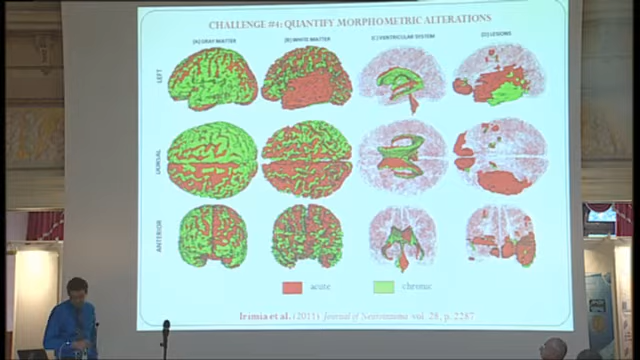 CHALLENGE #4: QUANTIFY MORPHOMETRIC ALTERATIONS
(A) GRAY MATTER (B) WHITE MATTER (C) VENTRICULAR SYSTEM (D) LESIONS
LEFT
DORSAL
ANTERIOR
acute chronic
Irimia et al. (2011) Journal of Neurotrauma vol. 28, p. 2287